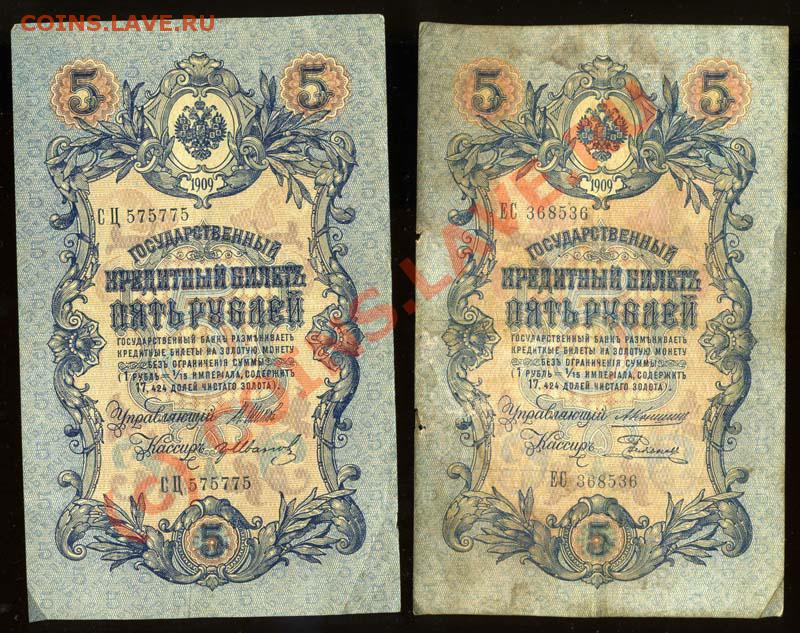 COINS.LAVE.РУ
5 5
1909
СЦ 575775
ГОСУДАРСТВЕННЫЙ
КРЕДИТНЫЙ БИЛЕТЪ
ПЯТЬ РУБЛЕЙ
ГОСУДАРСТВЕННЫЙ БАНКЪ РАЗМѢНИВАЕТЪ
КРЕДИТНЫЕ БИЛЕТЫ НА ЗОЛОТУЮ МОНЕТУ
БЕЗЪ ОГРАНИЧЕНІЯ СУММЫ
(1 РУБЛЬ = 1/15 ИМПЕРІАЛА, СОДЕРЖИТЪ
17,424 ДОЛЕЙ ЧИСТАГО ЗОЛОТА).
Управляющій
Кассиръ
СЦ 575775
5
5 5
1909
ЕС 368536
ГОСУДАРСТВЕННЫЙ
КРЕДИТНЫЙ БИЛЕТЪ
ПЯТЬ РУБЛЕЙ
ГОСУДАРСТВЕННЫЙ БАНКЪ РАЗМѢНИВАЕТЪ
КРЕДИТНЫЕ БИЛЕТЫ НА ЗОЛОТУЮ МОНЕТУ
БЕЗЪ ОГРАНИЧЕНІЯ СУММЫ
(1 РУБЛЬ = 1/15 ИМПЕРІАЛА, СОДЕРЖИТЪ
17,424 ДОЛЕЙ ЧИСТАГО ЗОЛОТА).
Управляющій
Кассиръ
ЕС 368536
5
(c) COINS.LAVE.RU